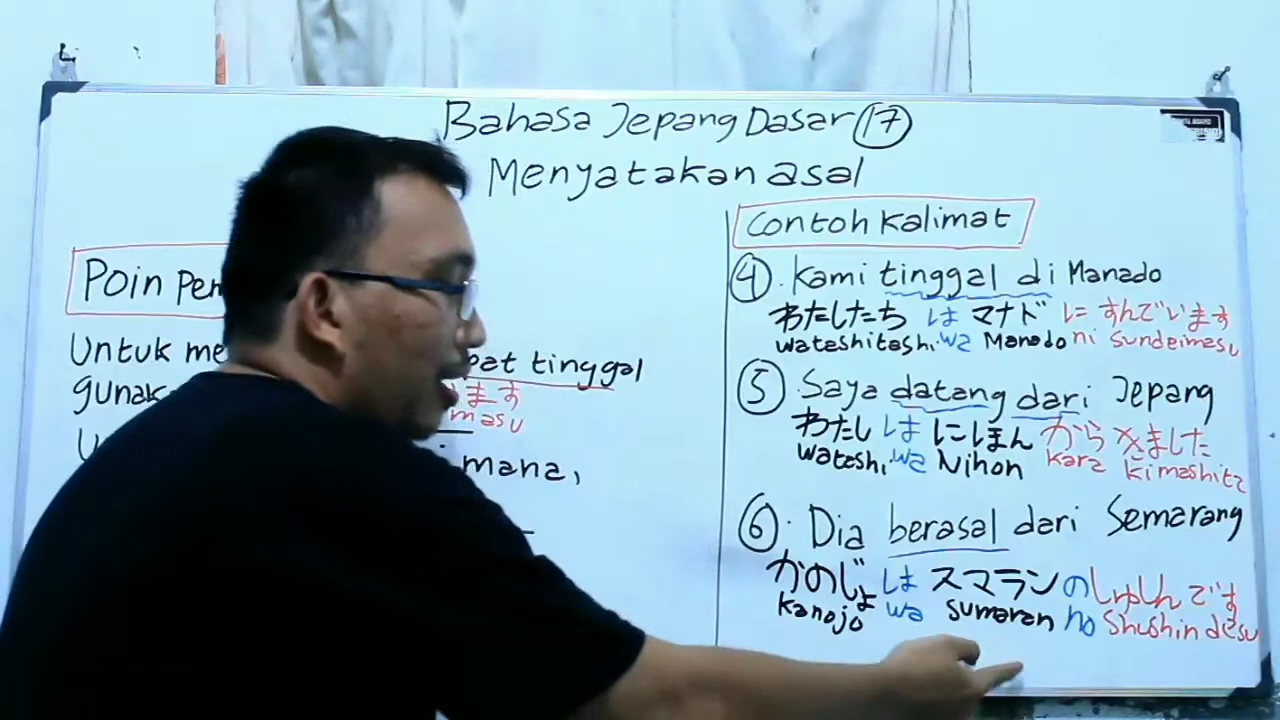 Bahasa Jepang Dasar 17
Menyatakan asal
Poin Pen
Untuk me pat tinggal
gunak ます
masu
mana,
Contoh Kalimat
4. Kami tinggal di Manado
わたしたち は マナド に すんでいます
watashitashi wa Manado ni sundeimasu
5. Saya datang dari Jepang
わたし は にほん から きました
watashi wa Nihon kara kimashita
6. Dia berasal dari Semarang
かのじょ は スマラン のしゅしん です
kanojo wa sumaran no Shushin desu